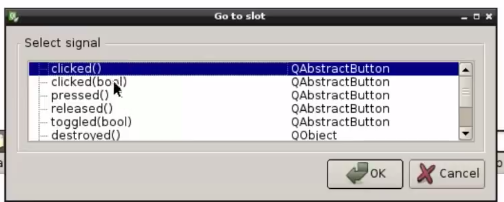 Go to slot
Select signal
clicked() QAbstractButton
clicked(bool) QAbstractButton
pressed() QAbstractButton
released() QAbstractButton
toggled(bool) QAbstractButton
destroyed() QObject
OK Cancel